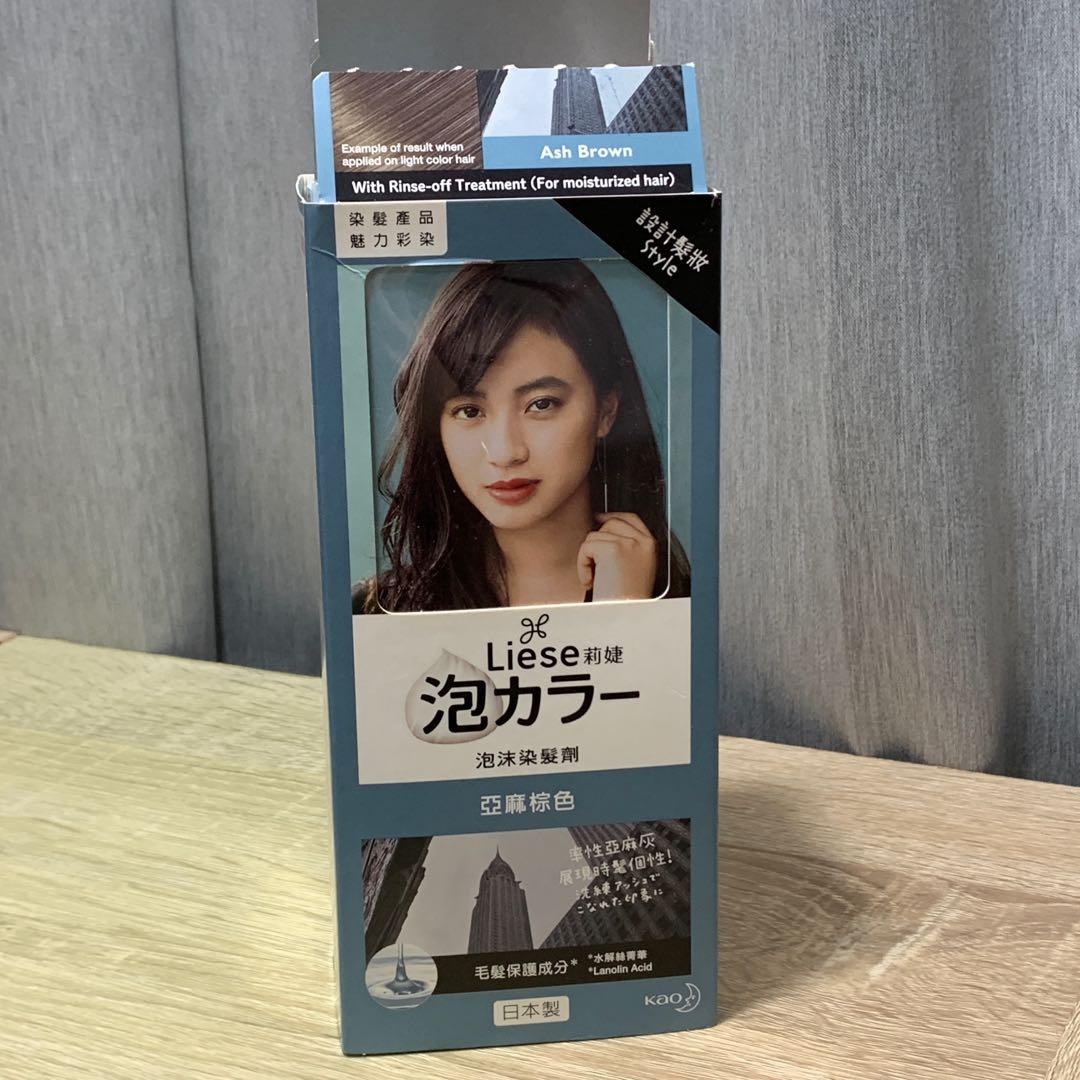 Example of result when
applied on light color hair
Ash Brown
With Rinse-off Treatment (For moisturized hair)
染髮產品
魅力彩染
設計髮妝
Style
Liese 莉婕
泡カラー
泡沫染髮劑
亞麻棕色
率性亞麻灰
展現時髦個性!
洗練アッシュで
こなれた印象に
毛髮保護成分*
*水解絲菁華
*Lanolin Acid
日本製
Kao